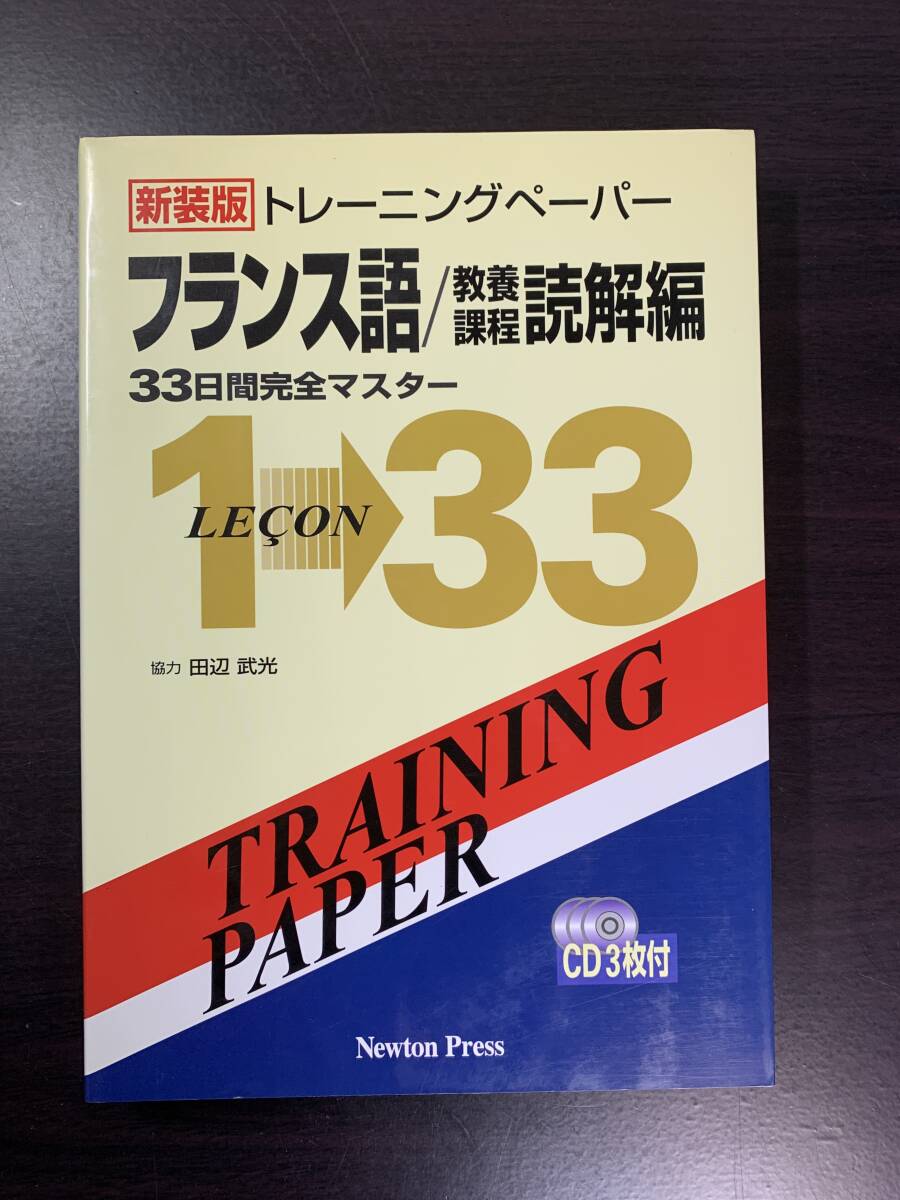 新装版 トレーニングペーパー
フランス語/教養課程 読解編
33日間完全マスター
1→33
LEÇON
協力 田辺 武光
TRAINING
PAPER
CD3枚付
Newton Press